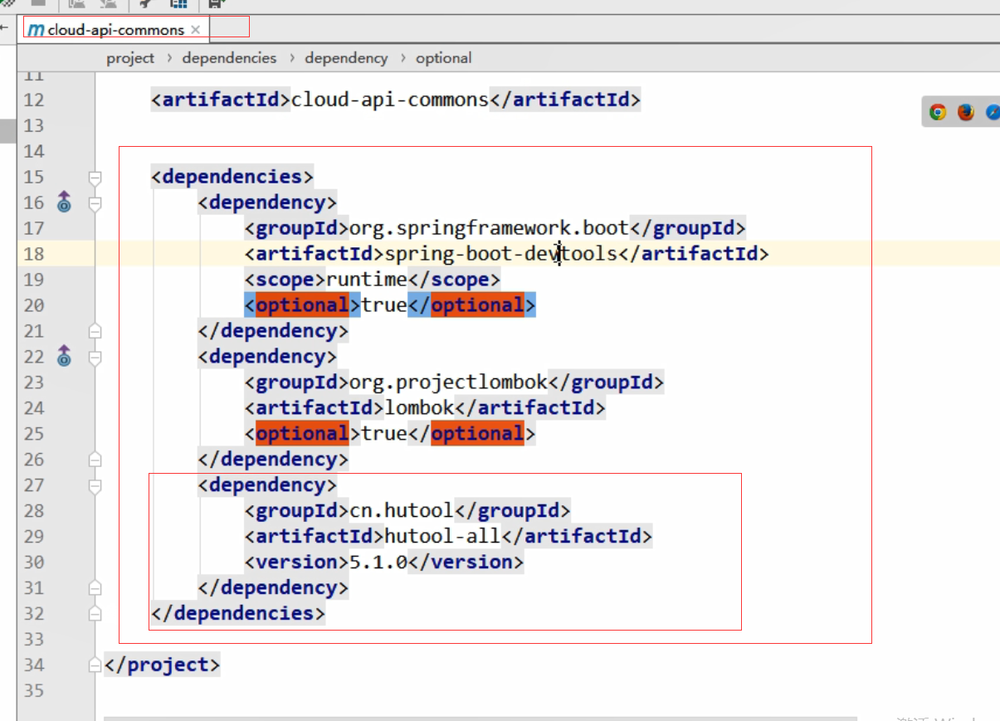 cloud-api-commons
project › dependencies › dependency › optional
11
12 <artifactId>cloud-api-commons</artifactId>
13
14
15 <dependencies>
16 <dependency>
17 <groupId>org.springframework.boot</groupId>
18 <artifactId>spring-boot-devtools</artifactId>
19 <scope>runtime</scope>
20 <optional>true</optional>
21 </dependency>
22 <dependency>
23 <groupId>org.projectlombok</groupId>
24 <artifactId>lombok</artifactId>
25 <optional>true</optional>
26 </dependency>
27 <dependency>
28 <groupId>cn.hutool</groupId>
29 <artifactId>hutool-all</artifactId>
30 <version>5.1.0</version>
31 </dependency>
32 </dependencies>
33
34 </project>
35